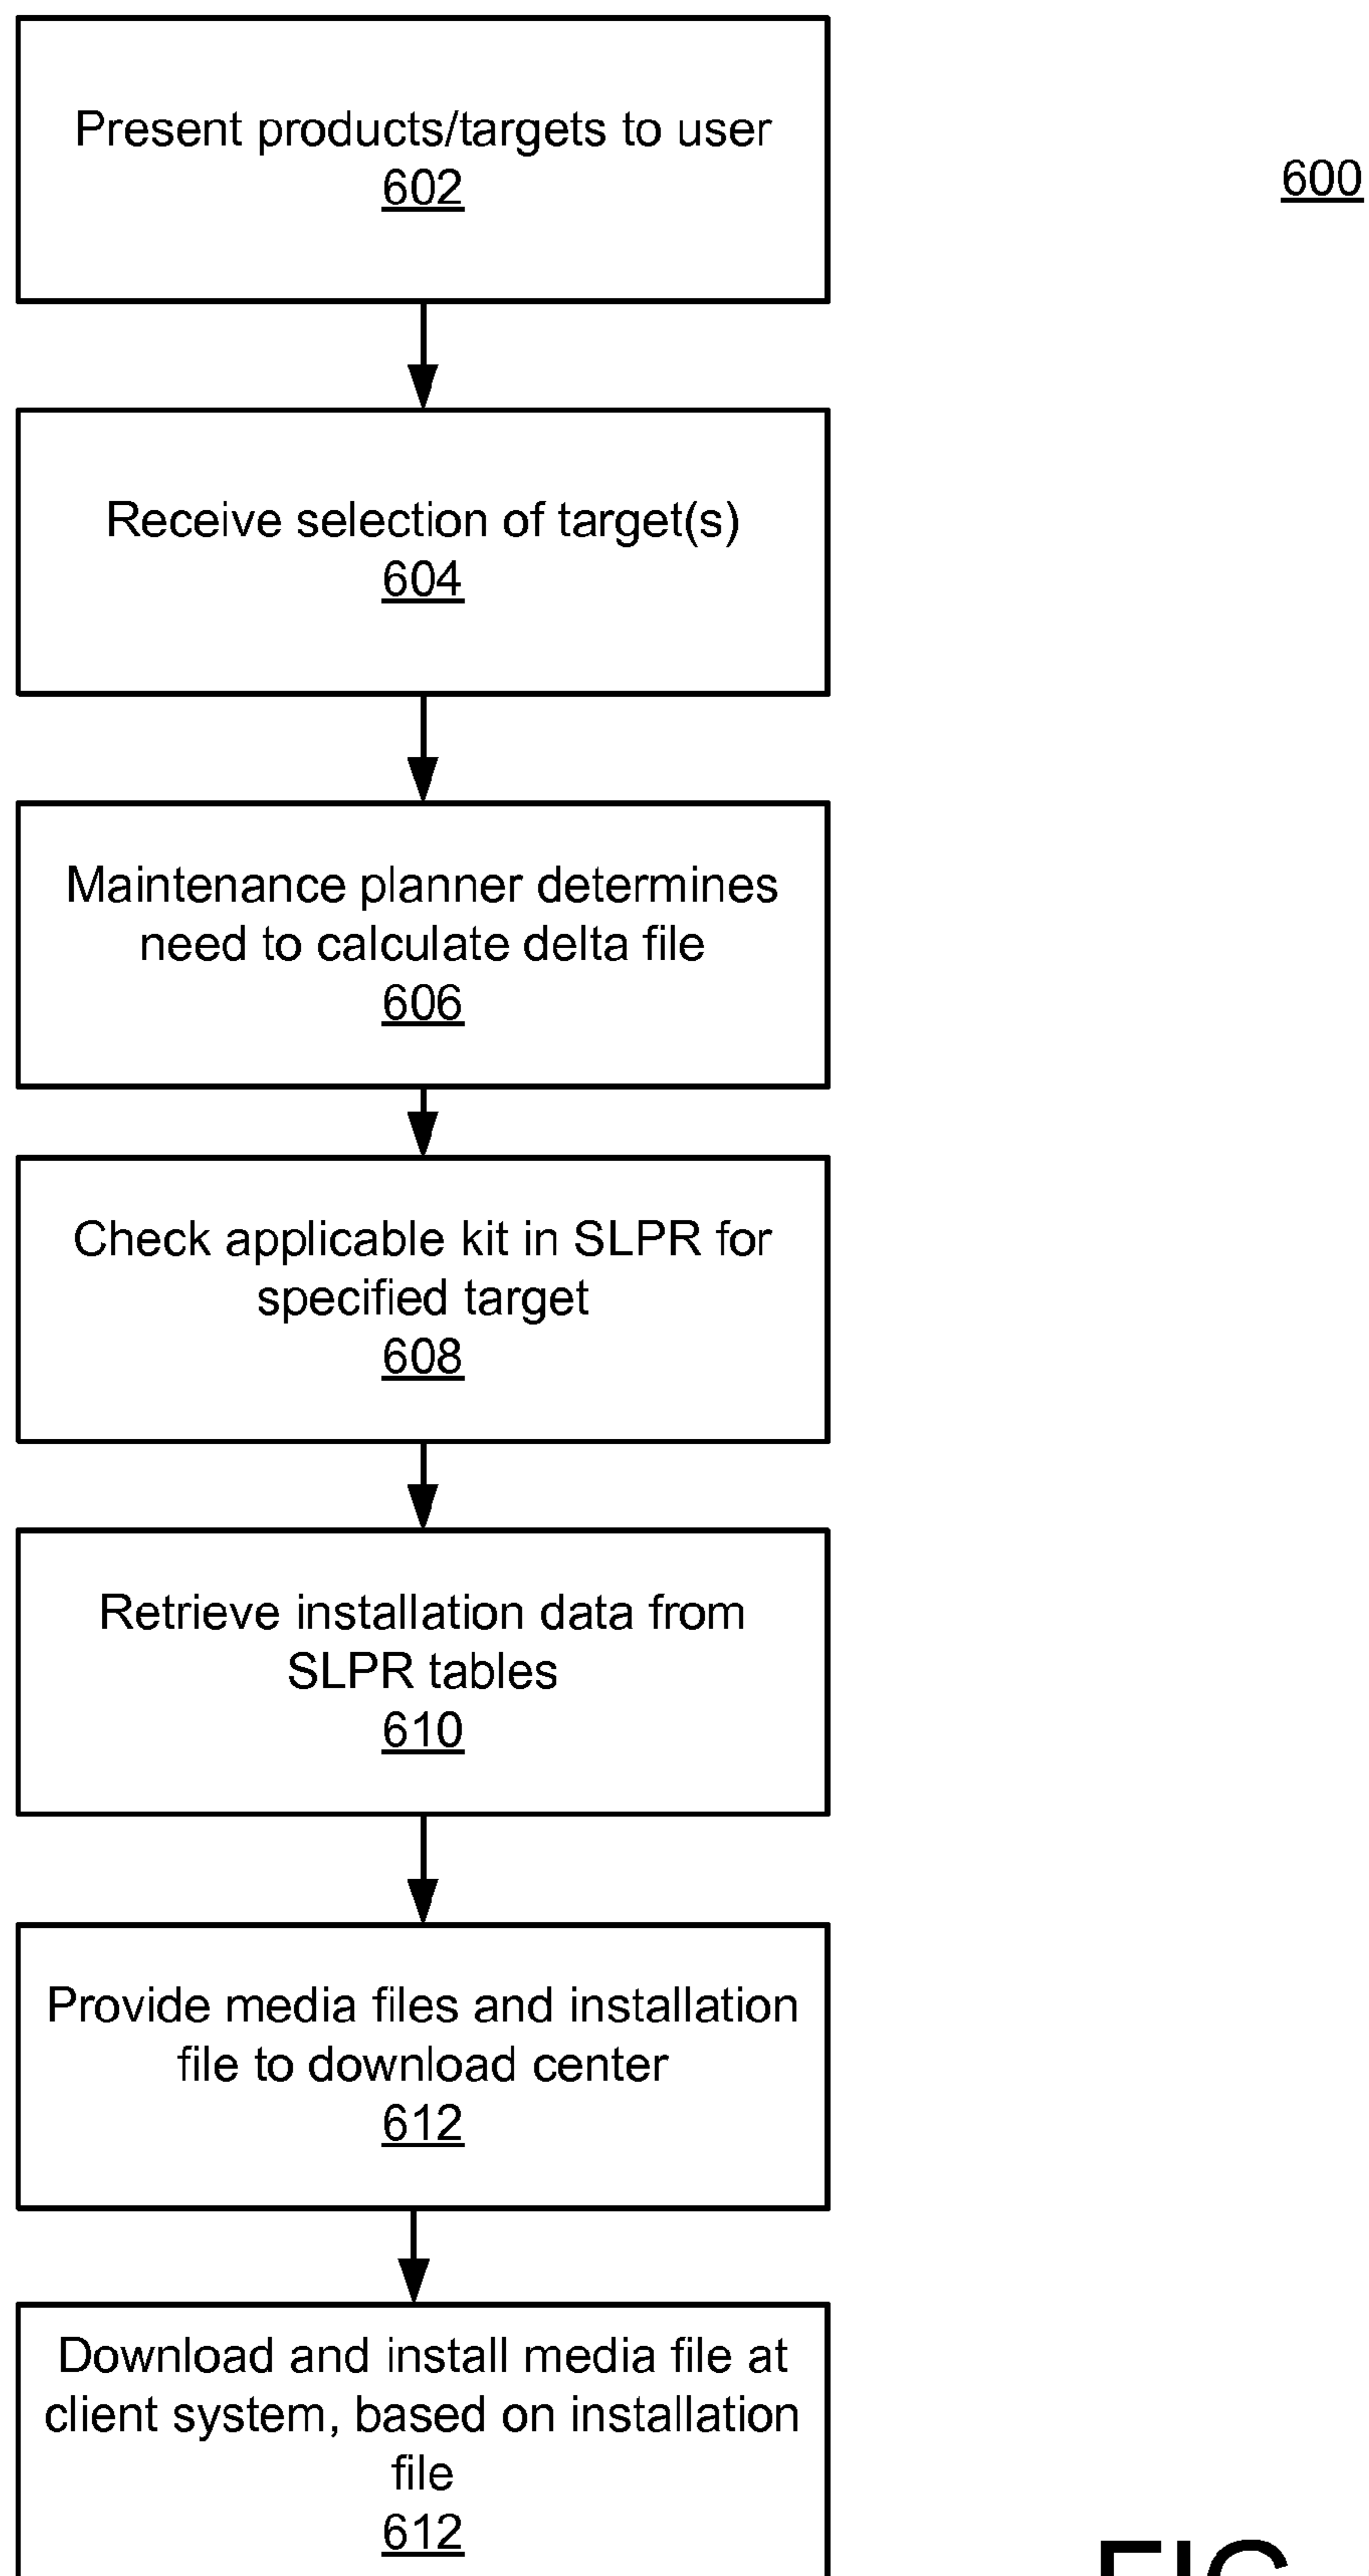 Present products/targets to user
602
600
Receive selection of target(s)
604
Maintenance planner determines
need to calculate delta file
606
Check applicable kit in SLPR for
specified target
608
Retrieve installation data from
SLPR tables
610
Provide media files and installation
file to download center
612
Download and install media file at
client system, based on installation
file
612
FIG